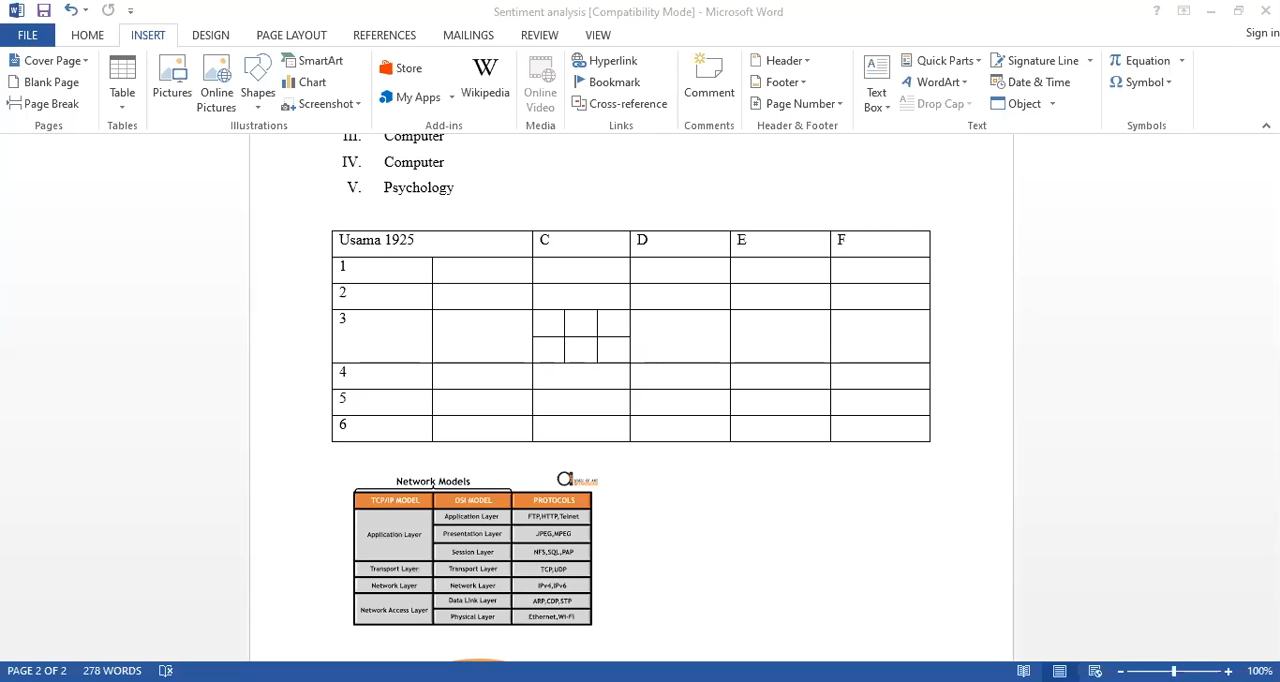 Sentiment analysis [Compatibility Mode] - Microsoft Word
?
Sign in
FILE HOME INSERT DESIGN PAGE LAYOUT REFERENCES MAILINGS REVIEW VIEW
Cover Page
Blank Page
Page Break
Pages
Table
Tables
Pictures
Online Pictures
Shapes
SmartArt
Chart
Screenshot
Illustrations
Store
My Apps
Wikipedia
Add-ins
Online Video
Media
Hyperlink
Bookmark
Cross-reference
Links
Comment
Comments
Header
Footer
Page Number
Header & Footer
Text Box
Quick Parts
WordArt
Drop Cap
Signature Line
Date & Time
Object
Text
Equation
Symbol
Symbols
III. Computer
IV. Computer
V. Psychology
Usama 1925 C D E F
1
2
3
4
5
6
Network Models
TCP/IP MODEL OSI MODEL PROTOCOLS
Application Layer
Application Layer FTP,HTTP,Telnet
Presentation Layer JPEG,MPEG
Session Layer NFS,SQL,PAP
Transport Layer Transport Layer TCP,UDP
Network Layer Network Layer IPv4,IPv6
Network Access Layer
Data Link Layer ARP,CDP,STP
Physical Layer Ethernet,Wi-Fi
PAGE 2 OF 2 278 WORDS
100%